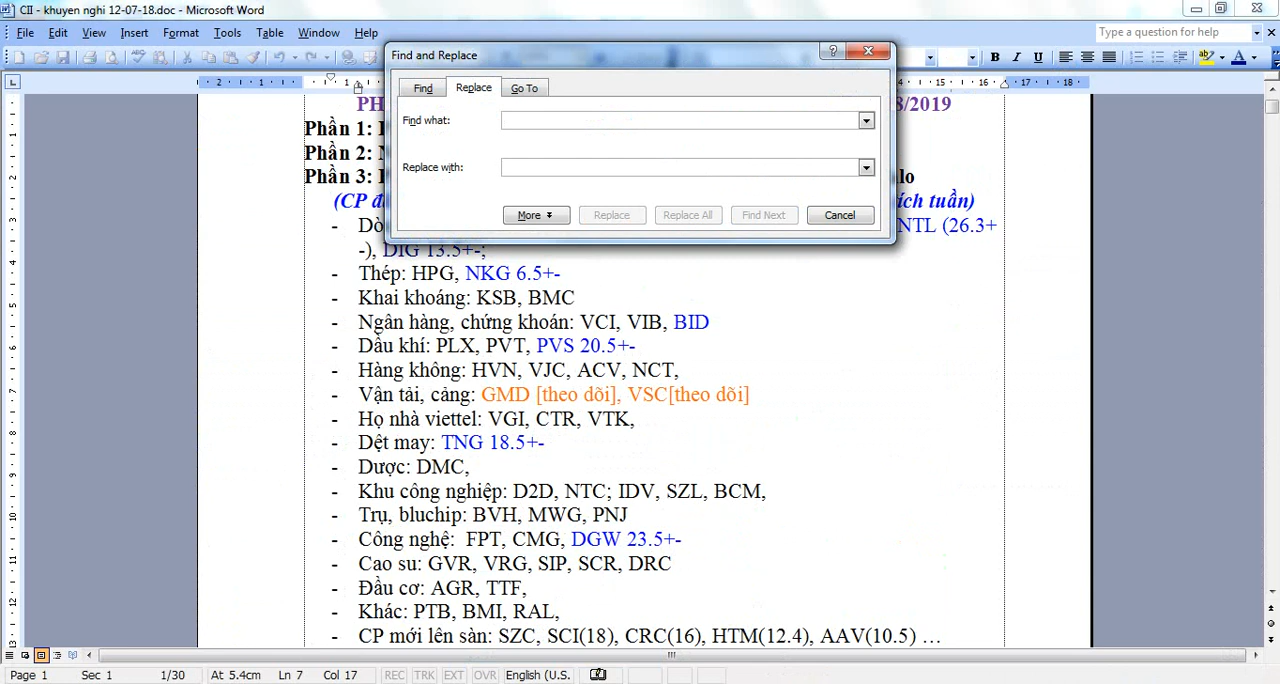 CII - khuyen nghi 12-07-18.doc - Microsoft Word
File Edit View Insert Format Tools Table Window Help
Type a question for help
Find and Replace
Find Replace Go To
Find what:
Replace with:
More Replace Replace All Find Next Cancel
2 1 1 15 16 17 18
PH 8/2019
Phần 1:
Phần 2:
Phần 3: alo
(CP đ ích tuần)
- Dò NTL (26.3+
-), DIG 13.5+-;
- Thép: HPG, NKG 6.5+-
- Khai khoáng: KSB, BMC
- Ngân hàng, chứng khoán: VCI, VIB, BID
- Dầu khí: PLX, PVT, PVS 20.5+-
- Hàng không: HVN, VJC, ACV, NCT,
- Vận tải, cảng: GMD [theo dõi], VSC[theo dõi]
- Họ nhà viettel: VGI, CTR, VTK,
- Dệt may: TNG 18.5+-
- Dược: DMC,
- Khu công nghiệp: D2D, NTC; IDV, SZL, BCM,
- Trụ, bluchip: BVH, MWG, PNJ
- Công nghệ: FPT, CMG, DGW 23.5+-
- Cao su: GVR, VRG, SIP, SCR, DRC
- Đầu cơ: AGR, TTF,
- Khác: PTB, BMI, RAL,
- CP mới lên sàn: SZC, SCI(18), CRC(16), HTM(12.4), AAV(10.5) …
Page 1 Sec 1 1/30 At 5.4cm Ln 7 Col 17 REC TRK EXT OVR English (U.S.